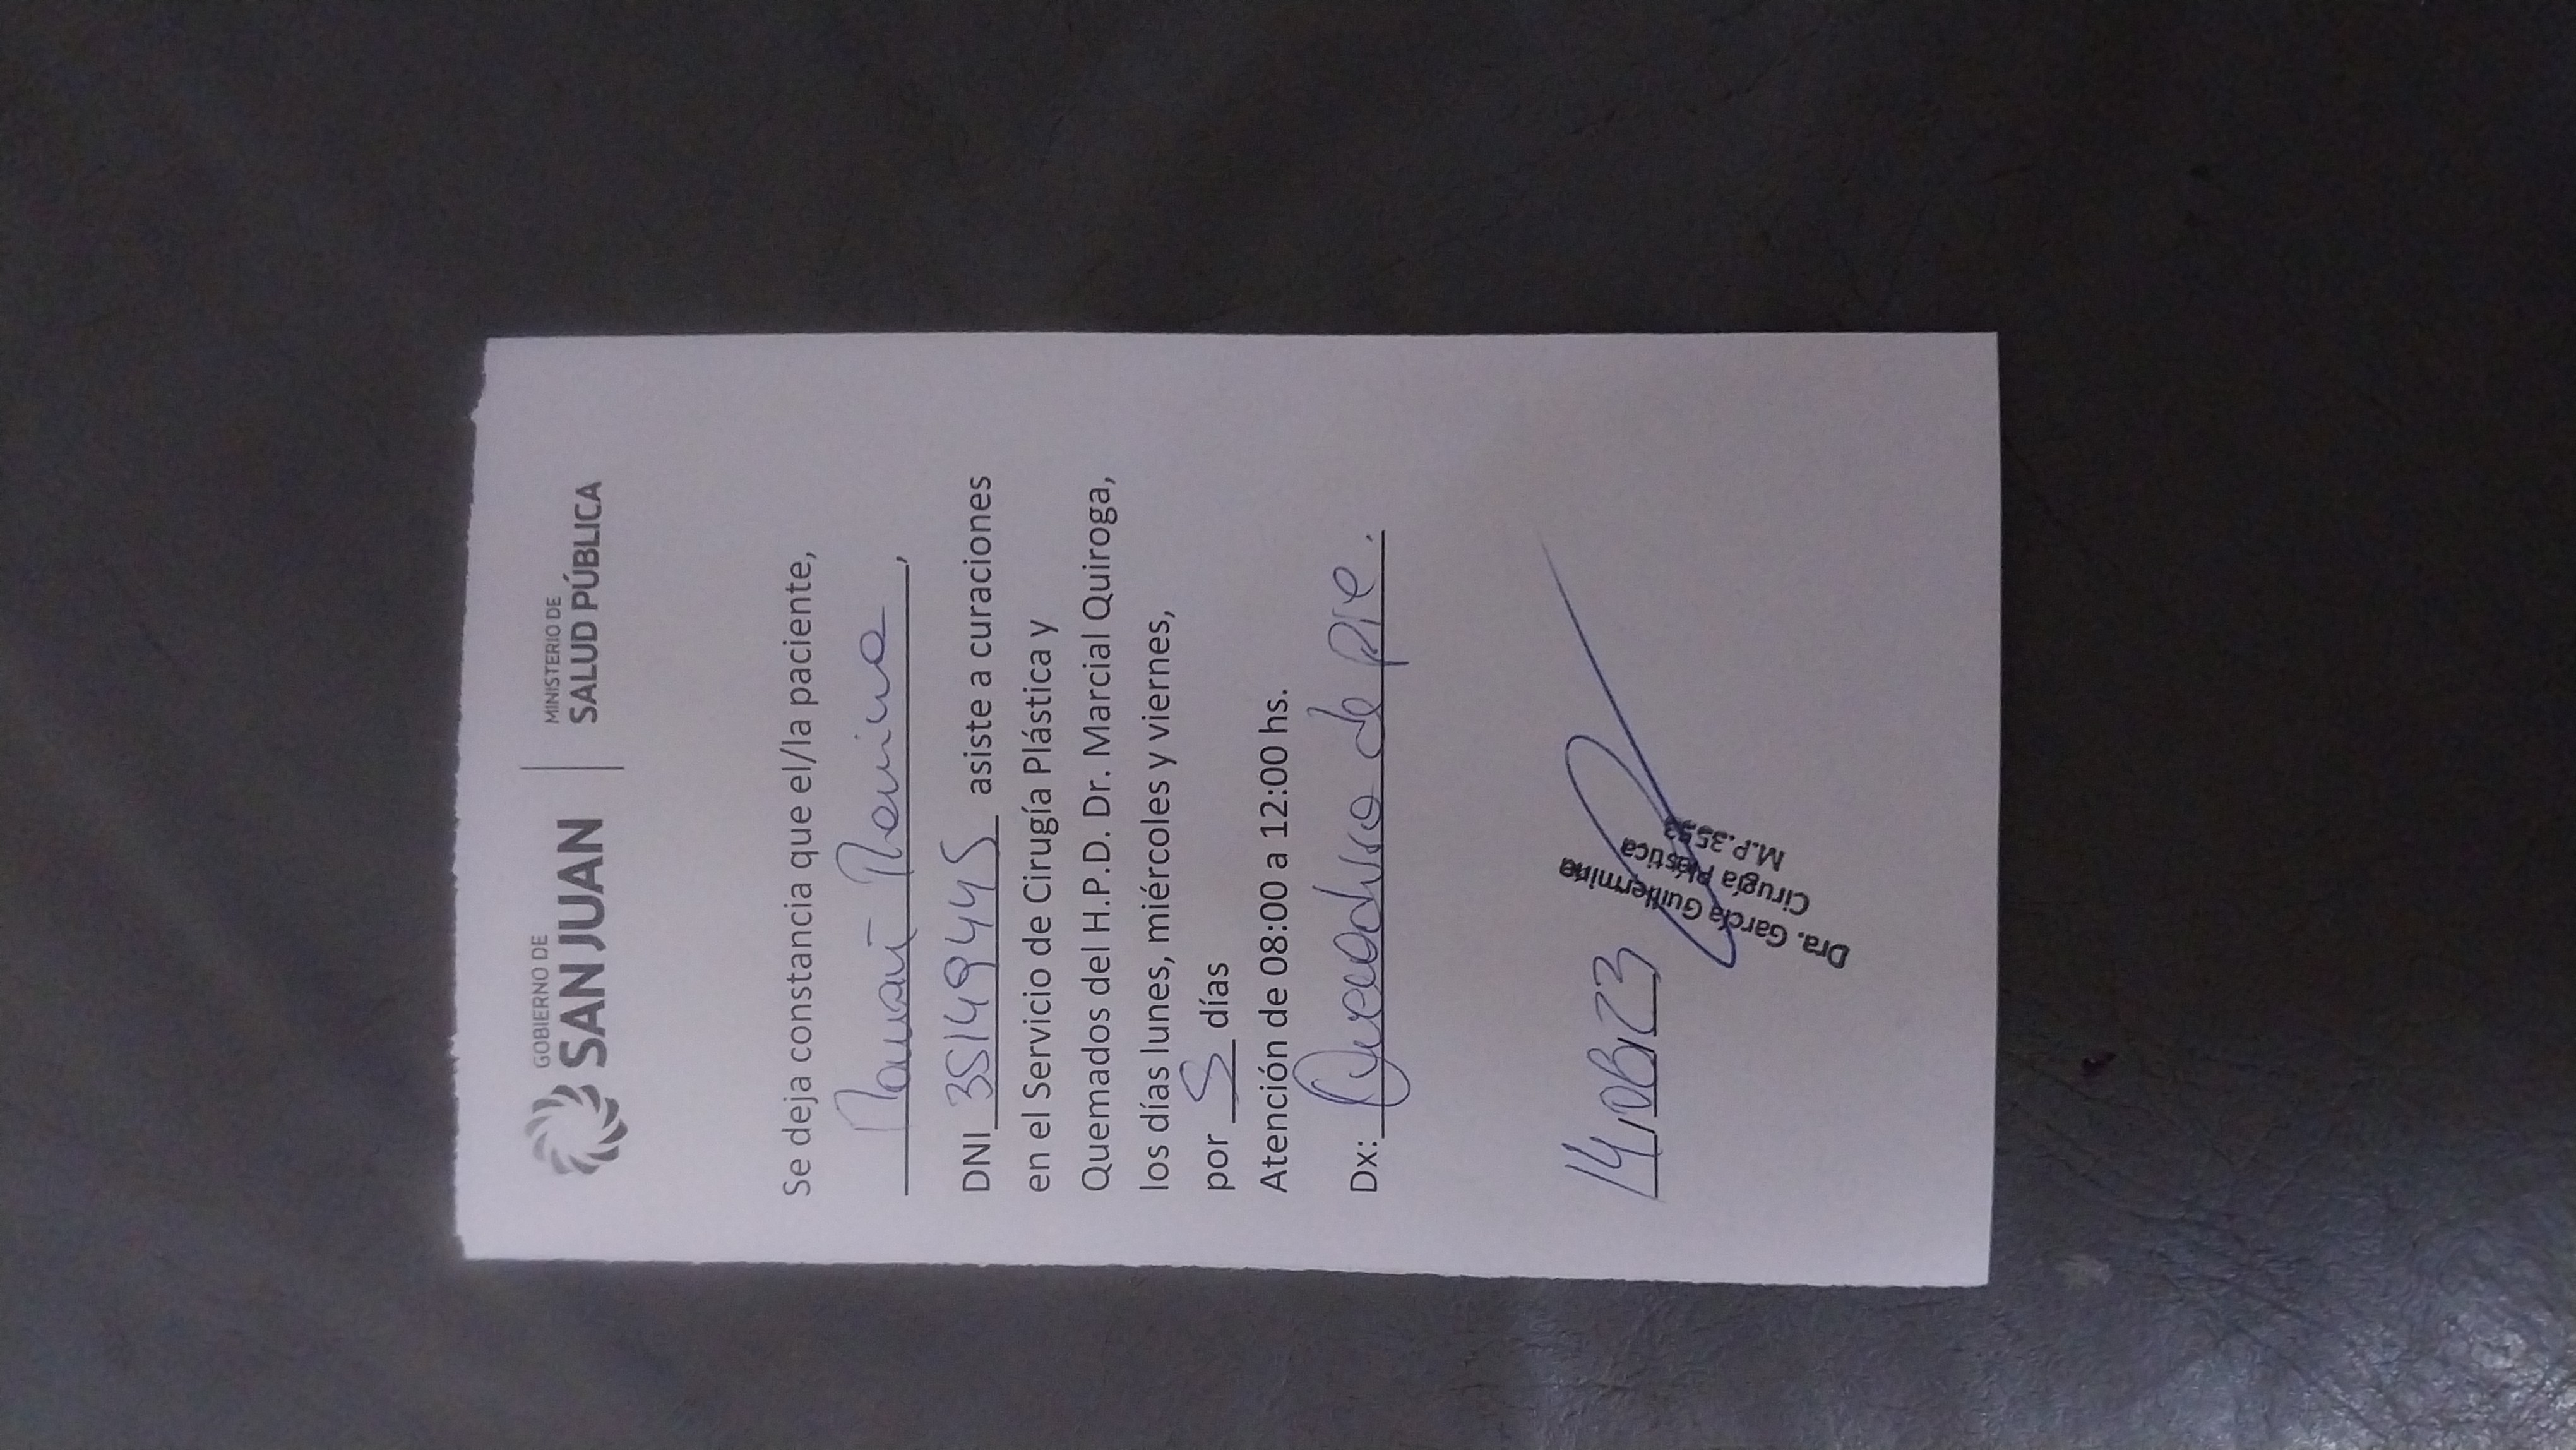 GOBIERNO DE
SAN JUAN
MINISTERIO DE
SALUD PÚBLICA
Se deja constancia que el/la paciente,
,
DNI 35149445 asiste a curaciones
en el Servicio de Cirugía Plástica y
Quemados del H.P.D. Dr. Marcial Quiroga,
los días lunes, miércoles y viernes,
por 5 días
Atención de 08:00 a 12:00 hs.
Dx: Quemadura de pie.
14/08/23
Dra. García Guillermina
Cirugía Plástica
M.P.